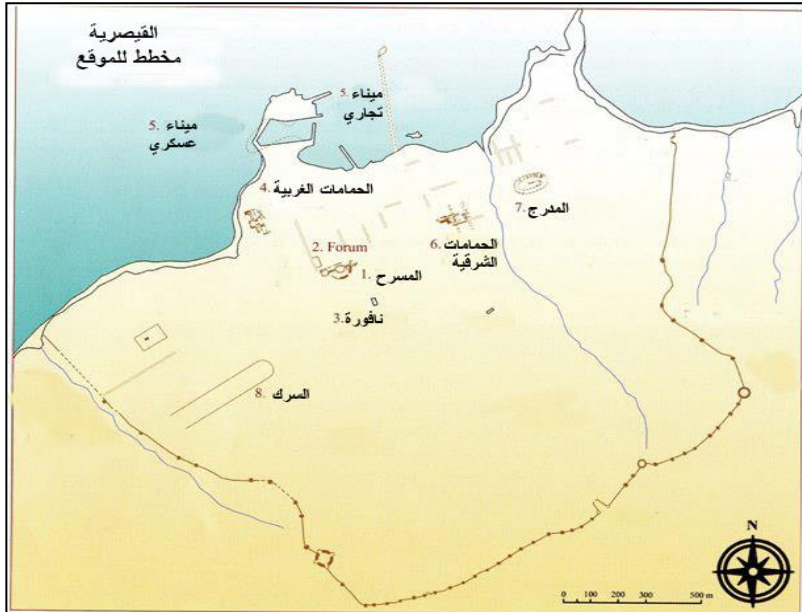 القيصرية
مخطط للموقع
5. ميناء
تجاري
5. ميناء
عسكري
4. الحمامات الغربية
7. المدرج
2. Forum
6. الحمامات
الشرقية
1. المسرح
3. نافورة
8. السرك
N
0 100 200 300 500 m